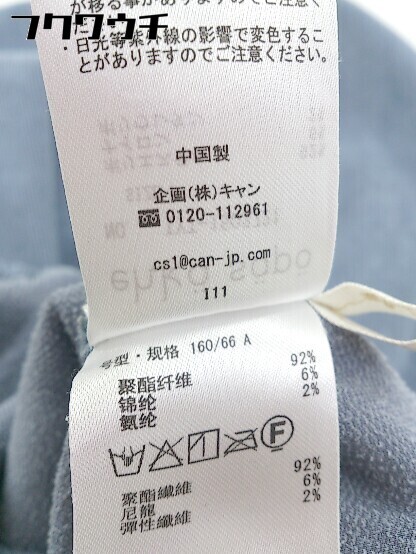 フクウクチ
が移る事がありますのでご注意くだ
・日光等紫外線の影響で変色するこ
とがありますのでご注意ください。
中国製
企画(株)キャン
0120-112961
cs1@can-jp.com
I11
ehka sopo
号型・规格 160/66 A
聚酯纤维 92%
锦纶 6%
氨纶 2%
F
聚酯纖維 92%
尼龍 6%
彈性纖維 2%